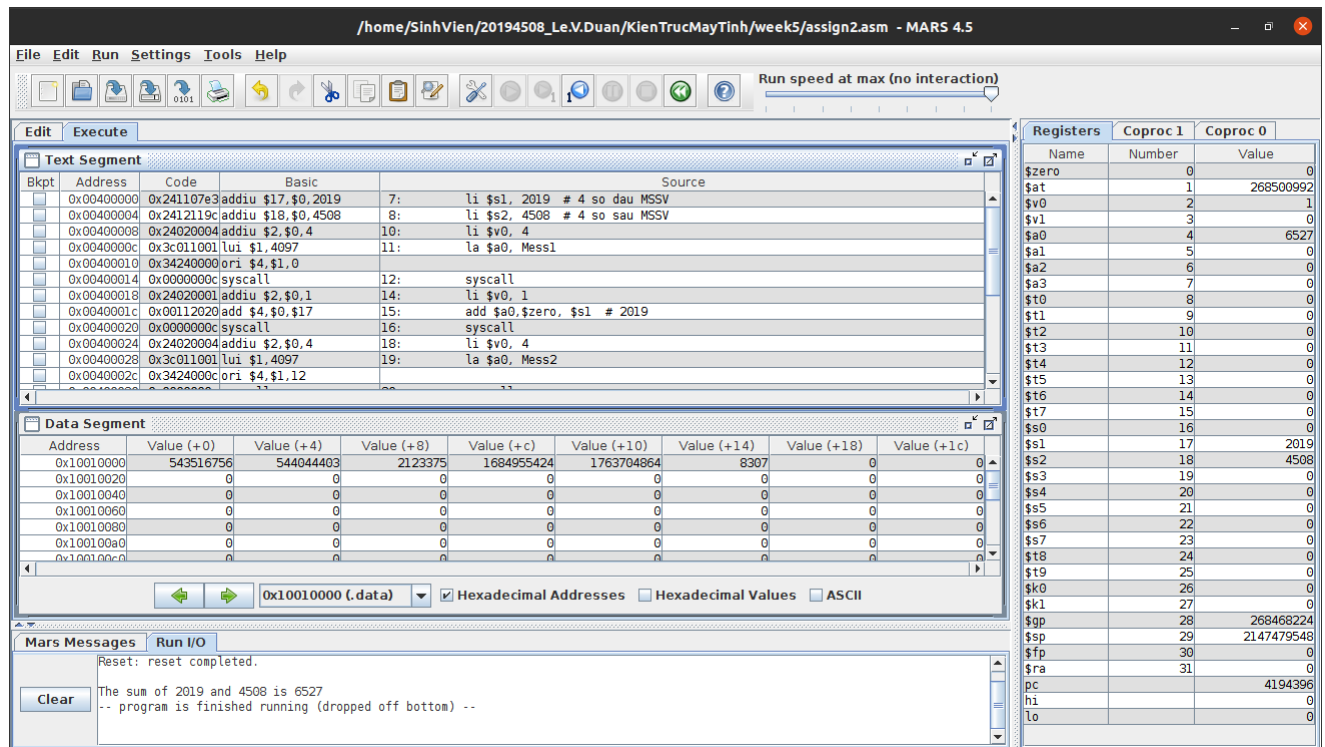 /home/SinhVien/20194508_Le.V.Duan/KienTrucMayTinh/week5/assign2.asm - MARS 4.5
File Edit Run Settings Tools Help
Run speed at max (no interaction)
Edit Execute
Text Segment
Bkpt Address Code Basic Source
0x00400000 0x241107e3 addiu $17,$0,2019 7: li $s1, 2019 # 4 so dau MSSV
0x00400004 0x2412119c addiu $18,$0,4508 8: li $s2, 4508 # 4 so sau MSSV
0x00400008 0x24020004 addiu $2,$0,4 10: li $v0, 4
0x0040000c 0x3c011001 lui $1,4097 11: la $a0, Mess1
0x00400010 0x34240000 ori $4,$1,0
0x00400014 0x0000000c syscall 12: syscall
0x00400018 0x24020001 addiu $2,$0,1 14: li $v0, 1
0x0040001c 0x00112020 add $4,$0,$17 15: add $a0,$zero, $s1 # 2019
0x00400020 0x0000000c syscall 16: syscall
0x00400024 0x24020004 addiu $2,$0,4 18: li $v0, 4
0x00400028 0x3c011001 lui $1,4097 19: la $a0, Mess2
0x0040002c 0x3424000c ori $4,$1,12
Data Segment
Address Value (+0) Value (+4) Value (+8) Value (+c) Value (+10) Value (+14) Value (+18) Value (+1c)
0x10010000 543516756 544044403 2123375 1684955424 1763704864 8307 0 0
0x10010020 0 0 0 0 0 0 0 0
0x10010040 0 0 0 0 0 0 0 0
0x10010060 0 0 0 0 0 0 0 0
0x10010080 0 0 0 0 0 0 0 0
0x100100a0 0 0 0 0 0 0 0 0
0x100100c0 0 0 0 0 0 0 0 0
0x10010000 (.data) Hexadecimal Addresses Hexadecimal Values ASCII
Mars Messages Run I/O
Reset: reset completed.
Clear
The sum of 2019 and 4508 is 6527
-- program is finished running (dropped off bottom) --
Registers Coproc 1 Coproc 0
Name Number Value
$zero 0 0
$at 1 268500992
$v0 2 1
$v1 3 0
$a0 4 6527
$a1 5 0
$a2 6 0
$a3 7 0
$t0 8 0
$t1 9 0
$t2 10 0
$t3 11 0
$t4 12 0
$t5 13 0
$t6 14 0
$t7 15 0
$s0 16 0
$s1 17 2019
$s2 18 4508
$s3 19 0
$s4 20 0
$s5 21 0
$s6 22 0
$s7 23 0
$t8 24 0
$t9 25 0
$k0 26 0
$k1 27 0
$gp 28 268468224
$sp 29 2147479548
$fp 30 0
$ra 31 0
pc 4194396
hi 0
lo 0